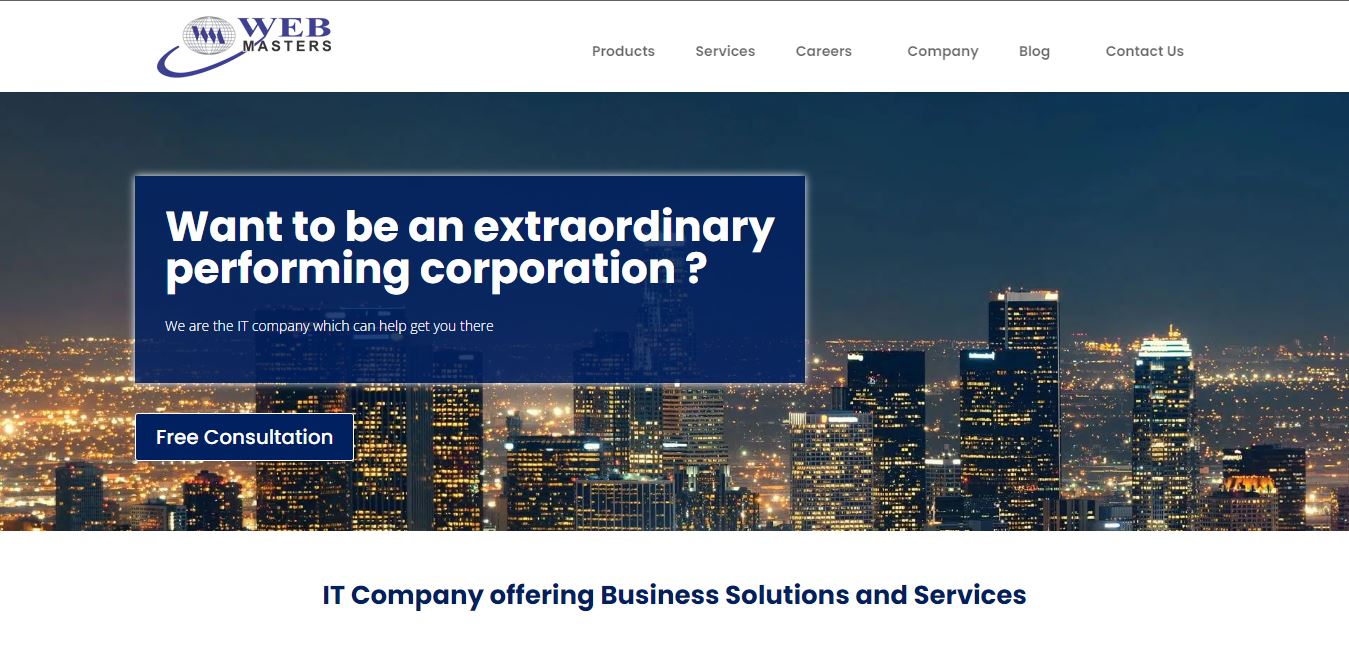 WEB
MASTERS
Products Services Careers Company Blog Contact Us
Want to be an extraordinary
performing corporation ?
We are the IT company which can help get you there
Free Consultation
IT Company offering Business Solutions and Services